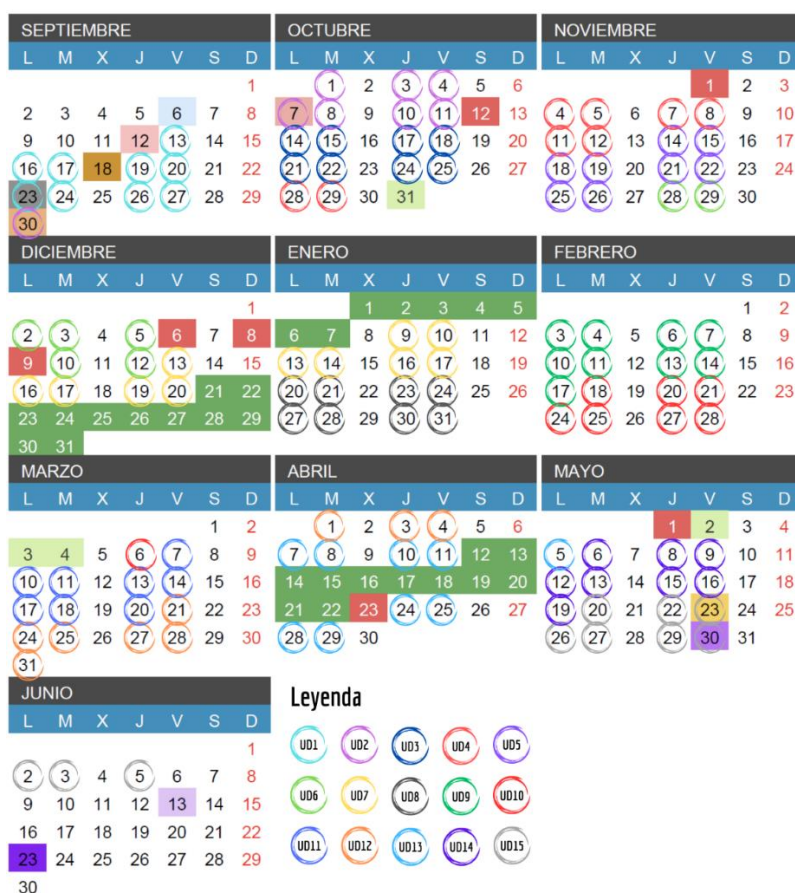 SEPTIEMBRE
L M X J V S D
1
2 3 4 5 6 7 8
9 10 11 12 13 14 15
16 17 18 19 20 21 22
23 24 25 26 27 28 29
30
OCTUBRE
L M X J V S D
1 2 3 4 5 6
7 8 9 10 11 12 13
14 15 16 17 18 19 20
21 22 23 24 25 26 27
28 29 30 31
NOVIEMBRE
L M X J V S D
1 2 3
4 5 6 7 8 9 10
11 12 13 14 15 16 17
18 19 20 21 22 23 24
25 26 27 28 29 30
DICIEMBRE
L M X J V S D
1
2 3 4 5 6 7 8
9 10 11 12 13 14 15
16 17 18 19 20 21 22
23 24 25 26 27 28 29
30 31
ENERO
L M X J V S D
1 2 3 4 5
6 7 8 9 10 11 12
13 14 15 16 17 18 19
20 21 22 23 24 25 26
27 28 29 30 31
FEBRERO
L M X J V S D
1 2
3 4 5 6 7 8 9
10 11 12 13 14 15 16
17 18 19 20 21 22 23
24 25 26 27 28
MARZO
L M X J V S D
1 2
3 4 5 6 7 8 9
10 11 12 13 14 15 16
17 18 19 20 21 22 23
24 25 26 27 28 29 30
31
ABRIL
L M X J V S D
1 2 3 4 5 6
7 8 9 10 11 12 13
14 15 16 17 18 19 20
21 22 23 24 25 26 27
28 29 30
MAYO
L M X J V S D
1 2 3 4
5 6 7 8 9 10 11
12 13 14 15 16 17 18
19 20 21 22 23 24 25
26 27 28 29 30 31
JUNIO
L M X J V S D
1
2 3 4 5 6 7 8
9 10 11 12 13 14 15
16 17 18 19 20 21 22
23 24 25 26 27 28 29
30
Leyenda
UD1 UD2 UD3 UD4 UD5
UD6 UD7 UD8 UD9 UD10
UD11 UD12 UD13 UD14 UD15